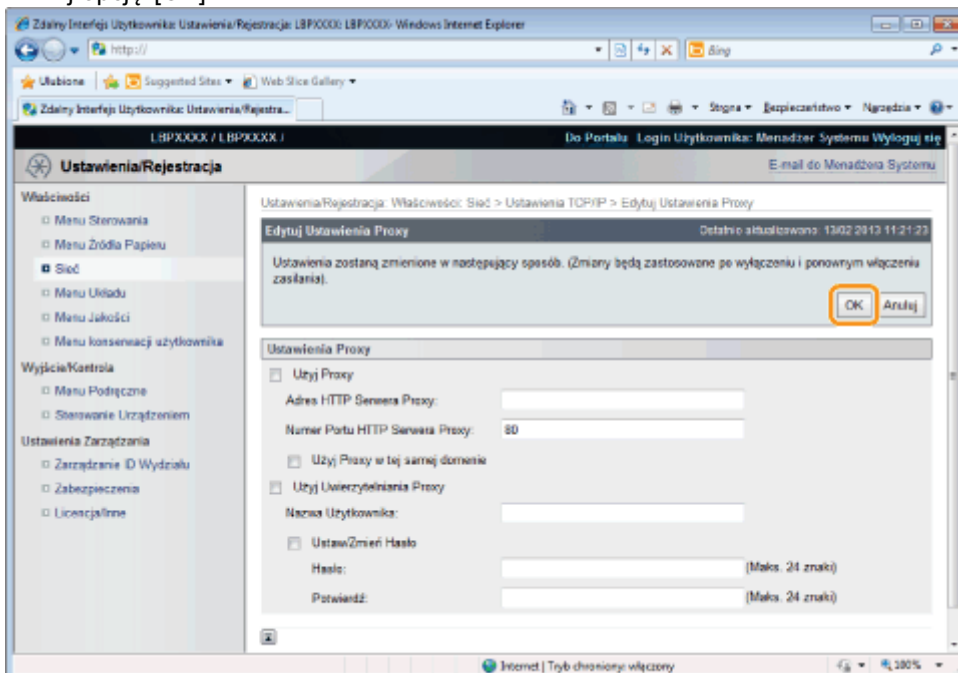 Zdalny Interfejs Użytkownika: Ustawienia/Rejestracja: LBPXXXX: LBPXXXX- Windows Internet Explorer
http://
Bing
Ulubione Suggested Sites Web Slice Gallery
Zdalny Interfejs Użytkownika: Ustawienia/Rejestra... Strona Bezpieczeństwo Narzędzia
LBPXXXX / LBPXXXX / Do Portalu Login Użytkownika: Menadżer Systemu Wyloguj się
Ustawienia/Rejestracja E-mail do Menadżera Systemu
Właściwości
Menu Sterowania
Menu Źródła Papieru
Sieć
Menu Układu
Menu Jakości
Menu konserwacji użytkownika
Wyjście/Kontrola
Menu Podręczne
Sterowanie Urządzeniem
Ustawienia Zarządzania
Zarządzanie ID Wydziału
Zabezpieczenia
Licencja/Inne
Ustawienia/Rejestracja: Właściwości: Sieć > Ustawienia TCP/IP > Edytuj Ustawienia Proxy
Edytuj Ustawienia Proxy Ostatnio aktualizowano: 13/02 2013 11:21:23
Ustawienia zostaną zmienione w następujący sposób. (Zmiany będą zastosowane po wyłączeniu i ponownym włączeniu
zasilania).
OK Anuluj
Ustawienia Proxy
Użyj Proxy
Adres HTTP Serwera Proxy:
Numer Portu HTTP Serwera Proxy: 80
Użyj Proxy w tej samej domenie
Użyj Uwierzytelniania Proxy
Nazwa Użytkownika:
Ustaw/Zmień Hasło
Hasło: (Maks. 24 znaki)
Potwierdź: (Maks. 24 znaki)
Internet | Tryb chroniony: włączony 100%